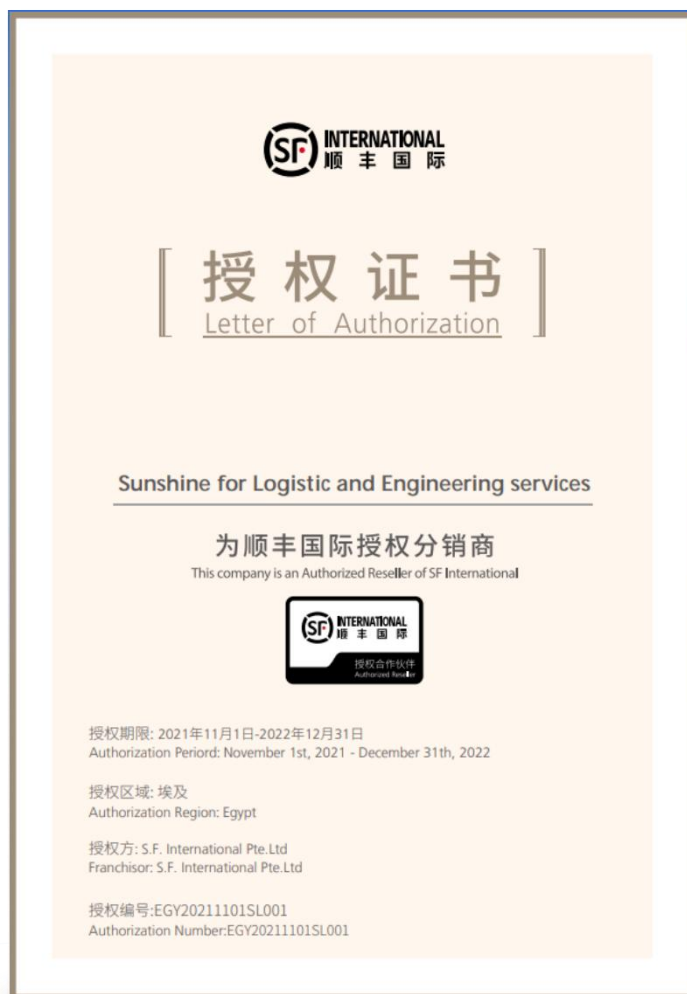 SF INTERNATIONAL
顺丰国际
授权证书
Letter of Authorization
Sunshine for Logistic and Engineering services
为顺丰国际授权分销商
This company is an Authorized Reseller of SF International
SF INTERNATIONAL
顺丰国际
授权合作伙伴
Authorized Reseller
授权期限: 2021年11月1日-2022年12月31日
Authorization Periord: November 1st, 2021 - December 31th, 2022
授权区域: 埃及
Authorization Region: Egypt
授权方: S.F. International Pte.Ltd
Franchisor: S.F. International Pte.Ltd
授权编号:EGY20211101SL001
Authorization Number:EGY20211101SL001